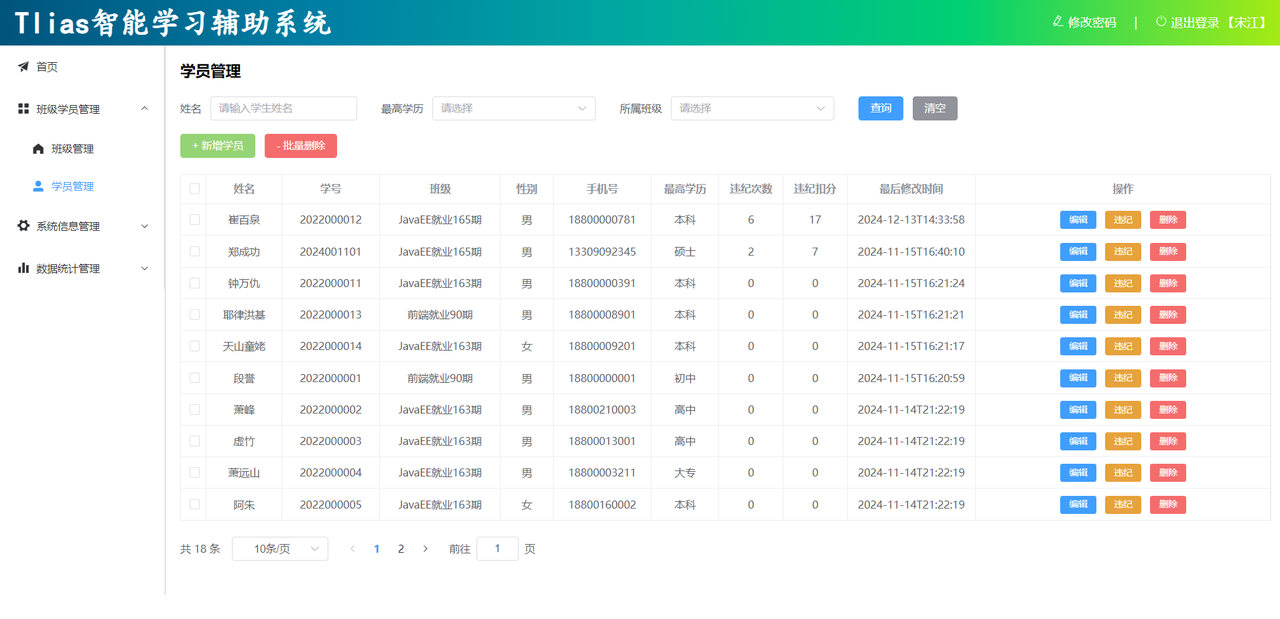 Tlias智能学习辅助系统 修改密码 | 退出登录 【宋江】
首页
班级学员管理
班级管理
学员管理
系统信息管理
数据统计管理
学员管理
姓名 请输入学生姓名 最高学历 请选择 所属班级 请选择 查询 清空
+ 新增学员 - 批量删除
姓名 学号 班级 性别 手机号 最高学历 违纪次数 违纪扣分 最后修改时间 操作
崔百泉 2022000012 JavaEE就业165期 男 18800000781 本科 6 17 2024-12-13T14:33:58 编辑 违纪 删除
郑成功 2024001101 JavaEE就业165期 男 13309092345 硕士 2 7 2024-11-15T16:40:10 编辑 违纪 删除
钟万仇 2022000011 JavaEE就业163期 男 18800000391 本科 0 0 2024-11-15T16:21:24 编辑 违纪 删除
耶律洪基 2022000013 前端就业90期 男 18800008901 本科 0 0 2024-11-15T16:21:21 编辑 违纪 删除
天山童姥 2022000014 JavaEE就业163期 女 18800009201 本科 0 0 2024-11-15T16:21:17 编辑 违纪 删除
段誉 2022000001 前端就业90期 男 18800000001 初中 0 0 2024-11-15T16:20:59 编辑 违纪 删除
萧峰 2022000002 JavaEE就业163期 男 18800210003 高中 0 0 2024-11-14T21:22:19 编辑 违纪 删除
虚竹 2022000003 JavaEE就业163期 男 18800013001 高中 0 0 2024-11-14T21:22:19 编辑 违纪 删除
萧远山 2022000004 JavaEE就业163期 男 18800003211 大专 0 0 2024-11-14T21:22:19 编辑 违纪 删除
阿朱 2022000005 JavaEE就业163期 女 18800160002 本科 0 0 2024-11-14T21:22:19 编辑 违纪 删除
共 18 条 10条/页 1 2 前往 1 页